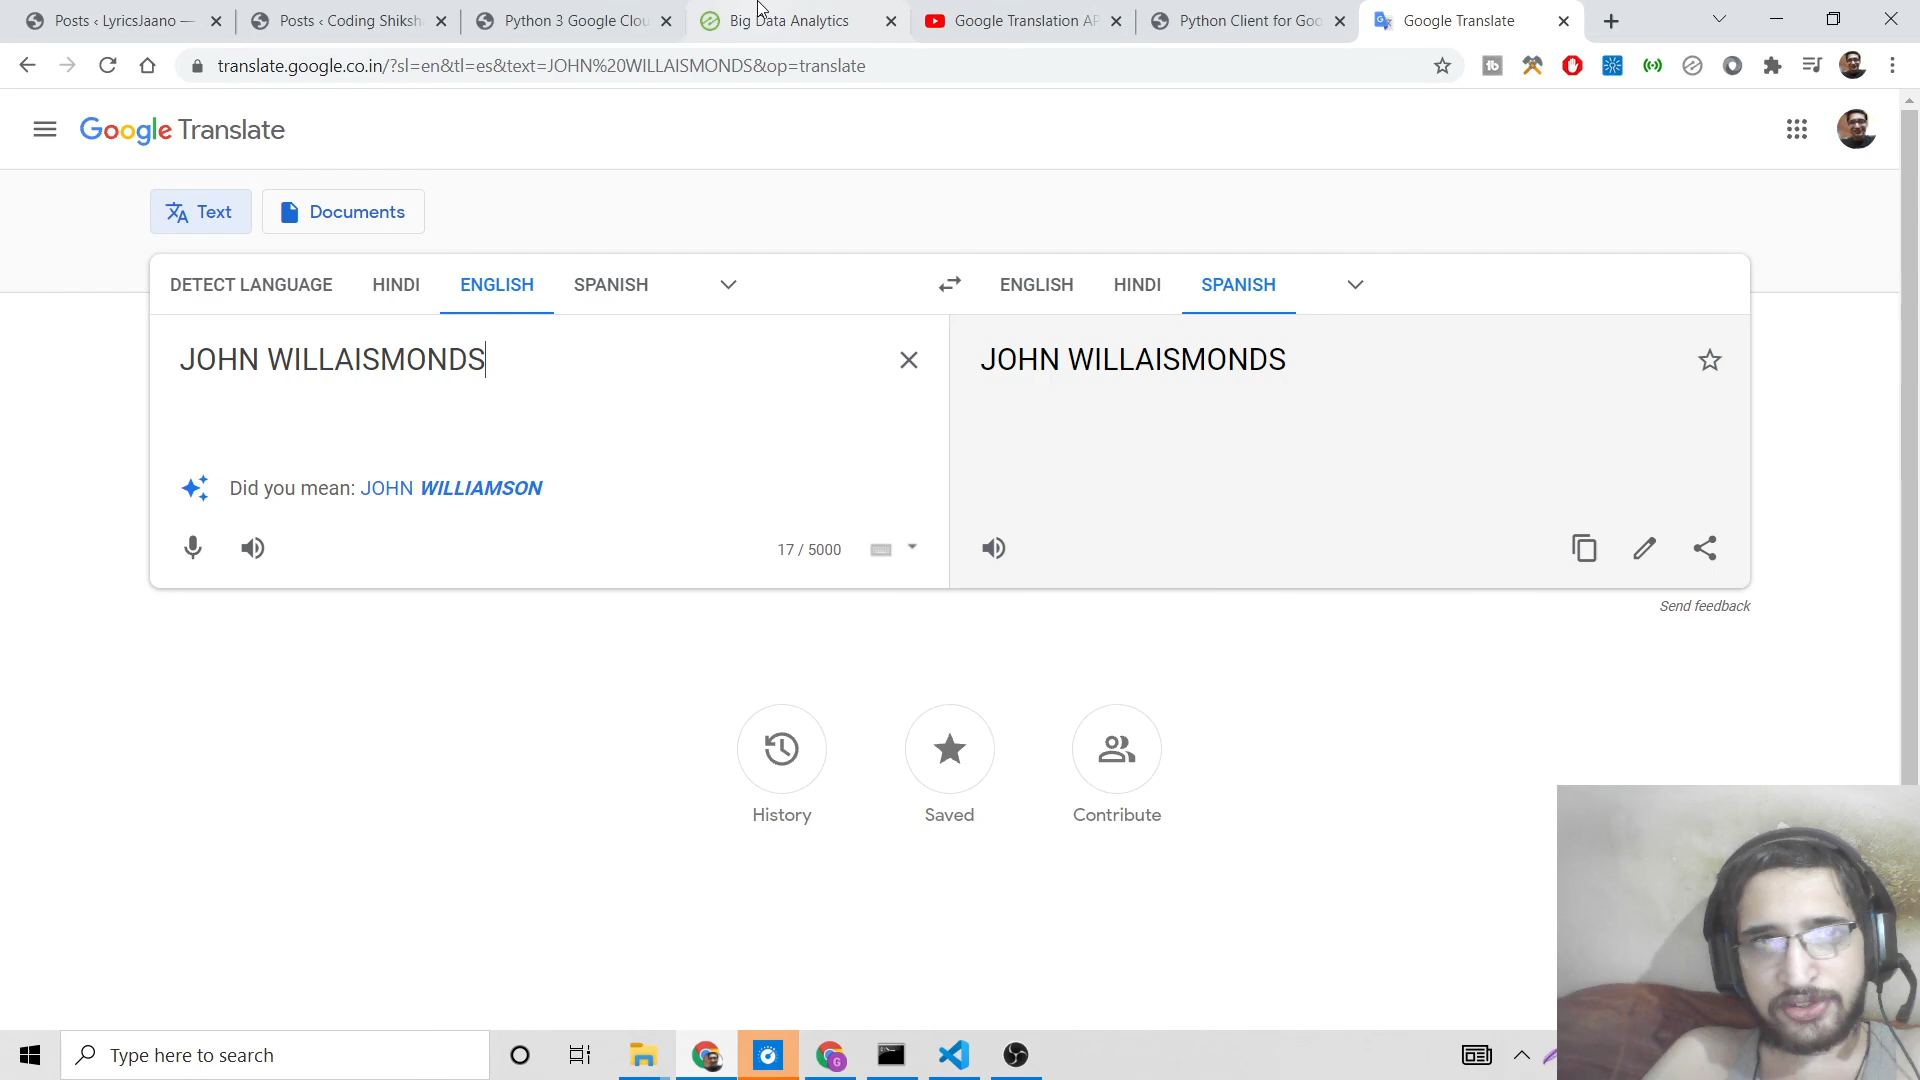 Posts ‹ LyricsJaano —
Posts ‹ Coding Shiksh
Python 3 Google Clou
Big Data Analytics
Google Translation AP
Python Client for Goo
Google Translate
translate.google.co.in/?sl=en&tl=es&text=JOHN%20WILLAISMONDS&op=translate
Google Translate
Text
Documents
DETECT LANGUAGE
HINDI
ENGLISH
SPANISH
ENGLISH
HINDI
SPANISH
JOHN WILLAISMONDS
JOHN WILLAISMONDS
Did you mean: JOHN WILLIAMSON
17 / 5000
Send feedback
History
Saved
Contribute
Type here to search